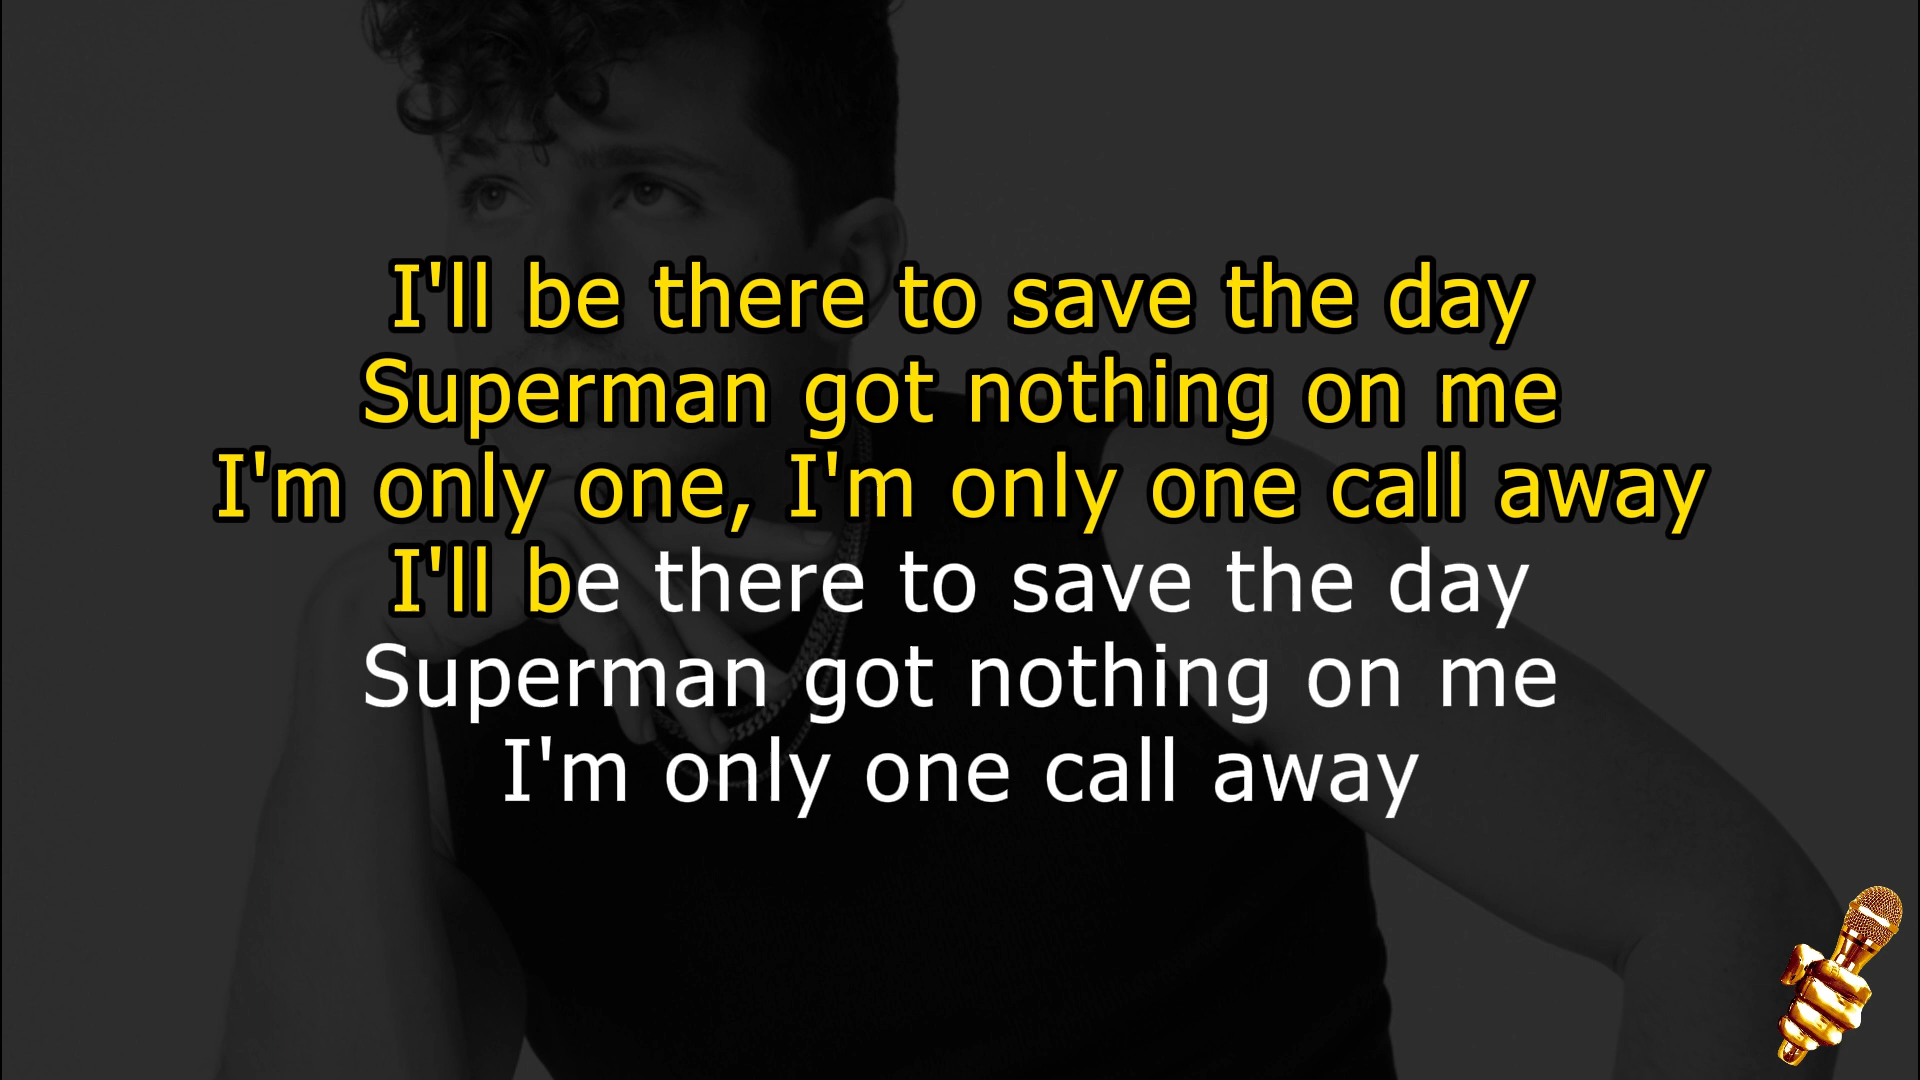 I'll be there to save the day
Superman got nothing on me
I'm only one, I'm only one call away
I'll be there to save the day
Superman got nothing on me
I'm only one call away